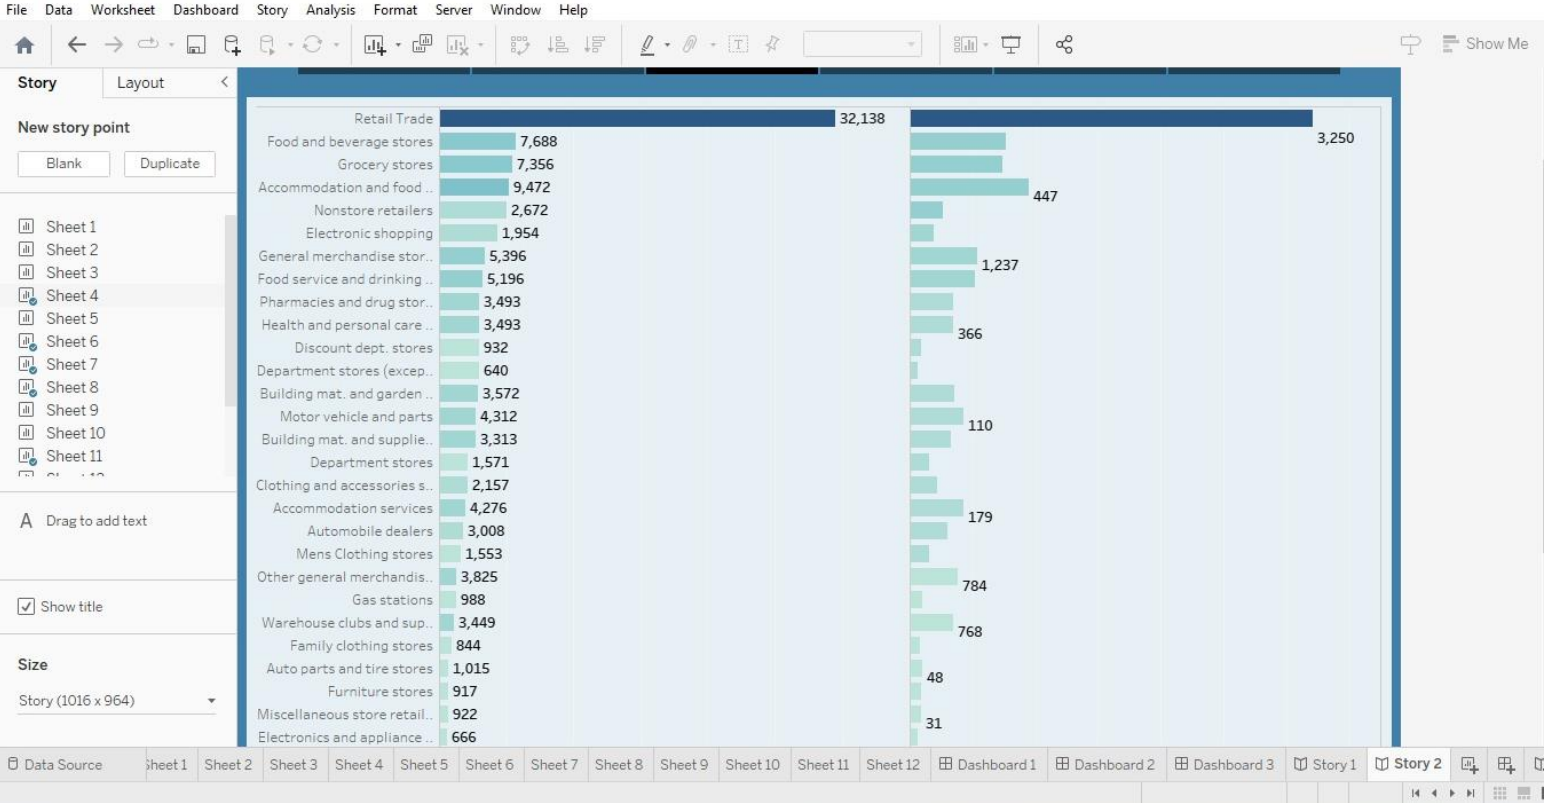 File Data Worksheet Dashboard Story Analysis Format Server Window Help
Show Me
Story Layout
New story point
Blank Duplicate
Sheet 1
Sheet 2
Sheet 3
Sheet 4
Sheet 5
Sheet 6
Sheet 7
Sheet 8
Sheet 9
Sheet 10
Sheet 11
A Drag to add text
Show title
Size
Story (1016 x 964)
Retail Trade 32,138 3,250
Food and beverage stores 7,688
Grocery stores 7,356
Accommodation and food .. 9,472 447
Nonstore retailers 2,672
Electronic shopping 1,954
General merchandise stor.. 5,396 1,237
Food service and drinking .. 5,196
Pharmacies and drug stor.. 3,493
Health and personal care .. 3,493 366
Discount dept. stores 932
Department stores (excep.. 640
Building mat. and garden .. 3,572
Motor vehicle and parts 4,312 110
Building mat. and supplie.. 3,313
Department stores 1,571
Clothing and accessories s.. 2,157
Accommodation services 4,276 179
Automobile dealers 3,008
Mens Clothing stores 1,553
Other general merchandis.. 3,825 784
Gas stations 988
Warehouse clubs and sup.. 3,449 768
Family clothing stores 844
Auto parts and tire stores 1,015 48
Furniture stores 917
Miscellaneous store retail.. 922 31
Electronics and appliance .. 666
Data Source Sheet 1 Sheet 2 Sheet 3 Sheet 4 Sheet 5 Sheet 6 Sheet 7 Sheet 8 Sheet 9 Sheet 10 Sheet 11 Sheet 12 Dashboard 1 Dashboard 2 Dashboard 3 Story 1 Story 2